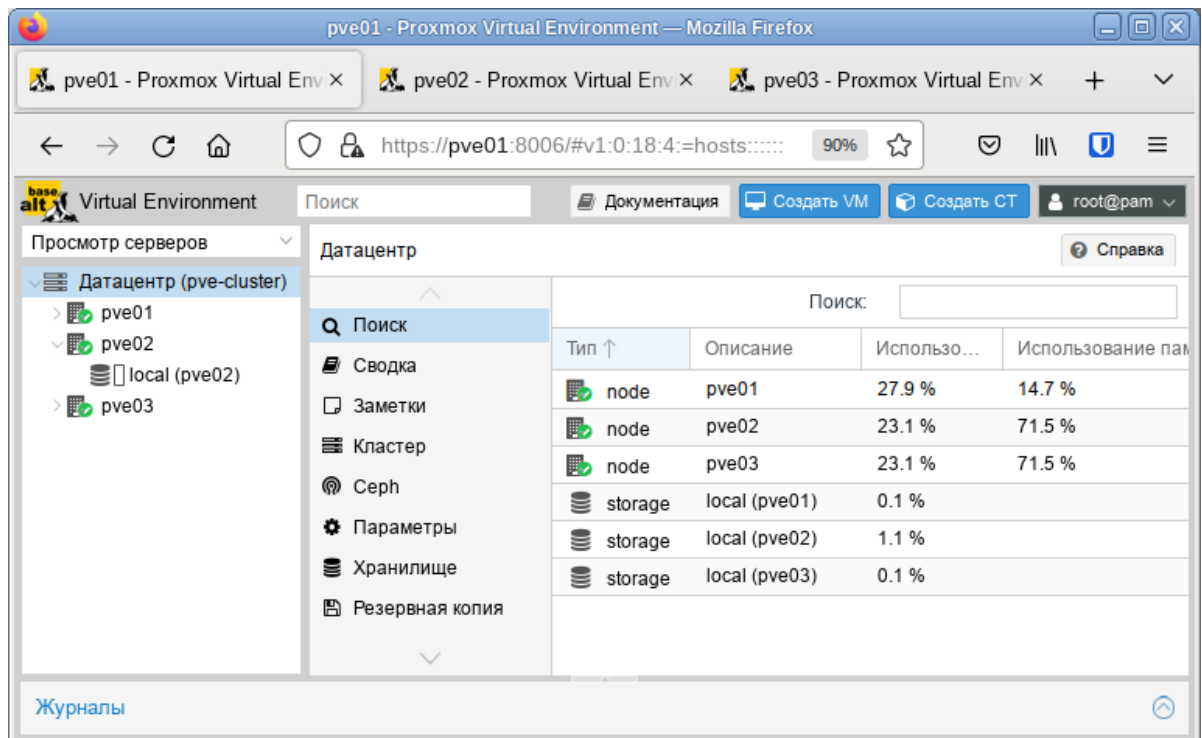 pve01 - Proxmox Virtual Environment — Mozilla Firefox
pve01 - Proxmox Virtual Env pve02 - Proxmox Virtual Env pve03 - Proxmox Virtual Env
https://pve01:8006/#v1:0:18:4:=hosts:::::: 90%
base alt Virtual Environment Поиск Документация Создать VM Создать CT root@pam
Просмотр серверов
Датацентр (pve-cluster)
pve01
pve02
local (pve02)
pve03
Датацентр Справка
Поиск
Сводка
Заметки
Кластер
Ceph
Параметры
Хранилище
Резервная копия
Поиск:
Тип ↑ Описание Использо... Использование пам
node pve01 27.9 % 14.7 %
node pve02 23.1 % 71.5 %
node pve03 23.1 % 71.5 %
storage local (pve01) 0.1 %
storage local (pve02) 1.1 %
storage local (pve03) 0.1 %
Журналы